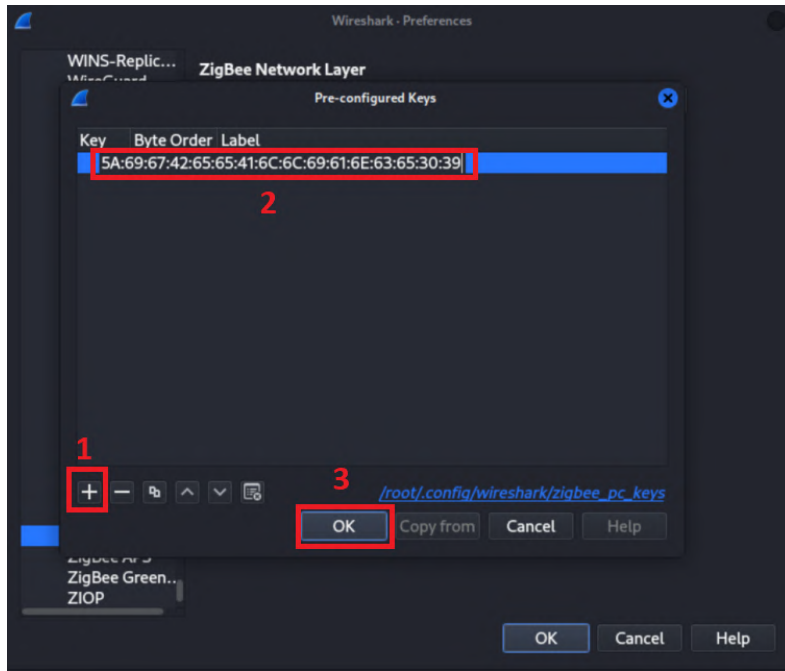 Wireshark · Preferences
WINS-Replic...
ZigBee Network Layer
Pre-configured Keys
Key Byte Order Label
5A:69:67:42:65:65:41:6C:6C:69:61:6E:63:65:30:39
2
1
3
/root/.config/wireshark/zigbee_pc_keys
OK Copy from Cancel Help
ZigBee Green..
ZIOP
OK Cancel Help